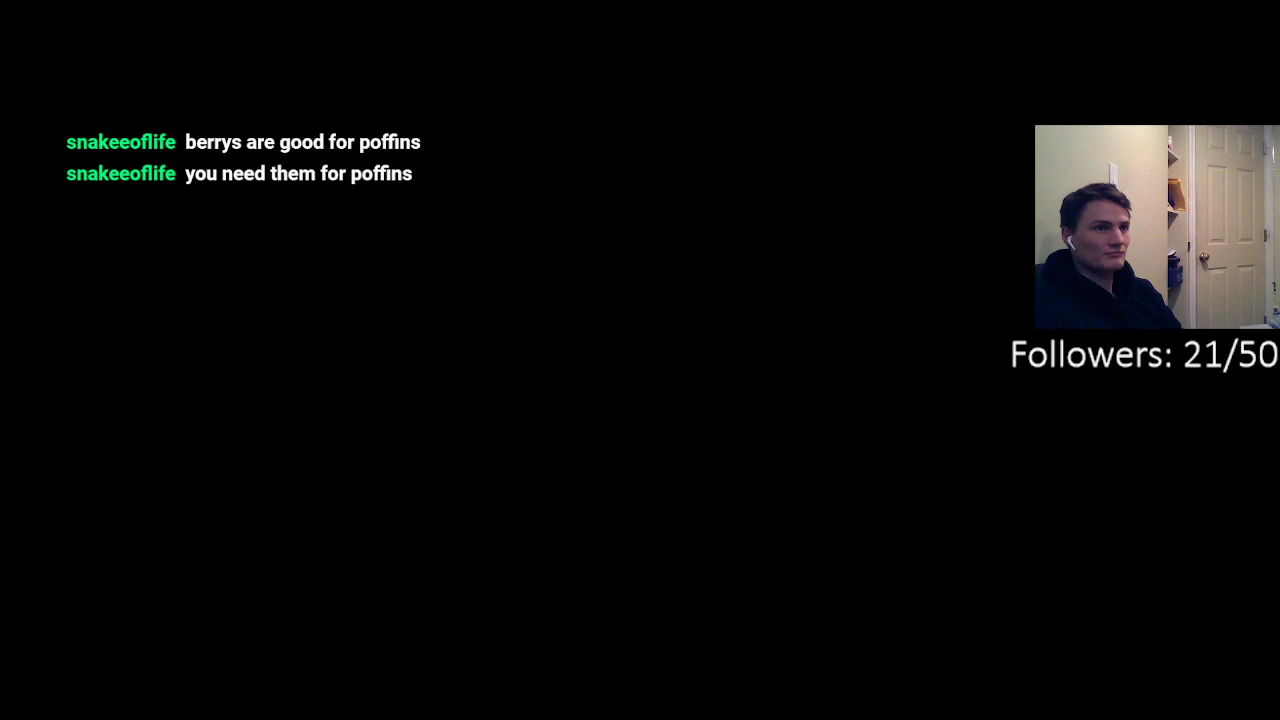 snakeeoflife berrys are good for poffins
snakeeoflife you need them for poffins
Followers: 21/50